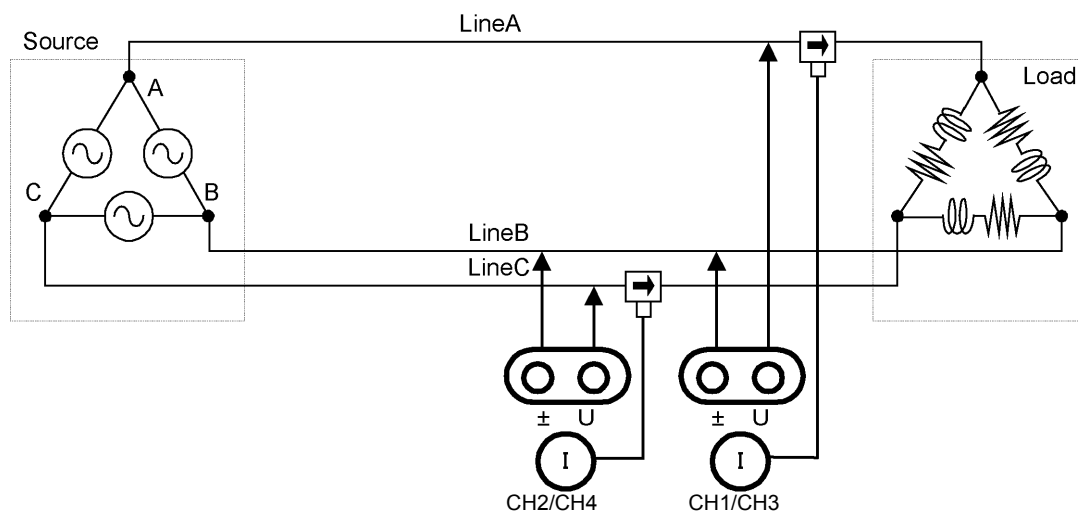 LineA
Source
A
Load
C
B
LineB
LineC
± U
± U
I
I
CH2/CH4
CH1/CH3